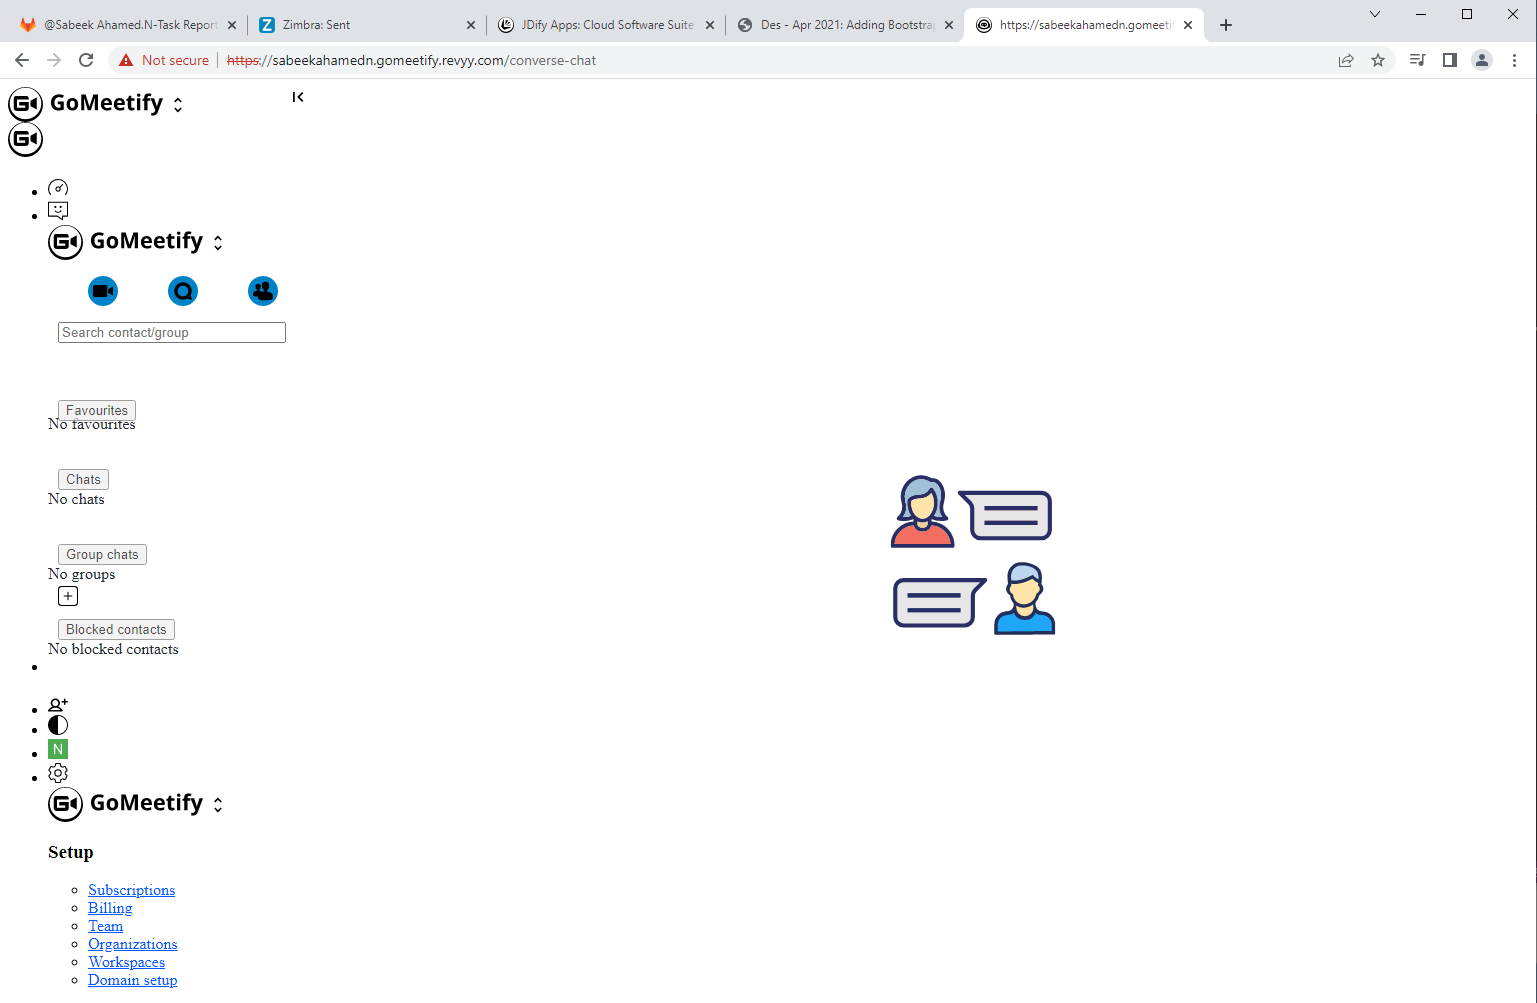 @Sabeek Ahamed.N-Task Report
Zimbra: Sent
JDify Apps: Cloud Software Suite
Des - Apr 2021: Adding Bootstrap
https://sabeekahamedn.gomeetif
Not secure
https://sabeekahamedn.gomeetify.revyy.com/converse-chat
GoMeetify
GoMeetify
Search contact/group
Favourites
No favourites
Chats
No chats
Group chats
No groups
Blocked contacts
No blocked contacts
N
GoMeetify
Setup
Subscriptions
Billing
Team
Organizations
Workspaces
Domain setup